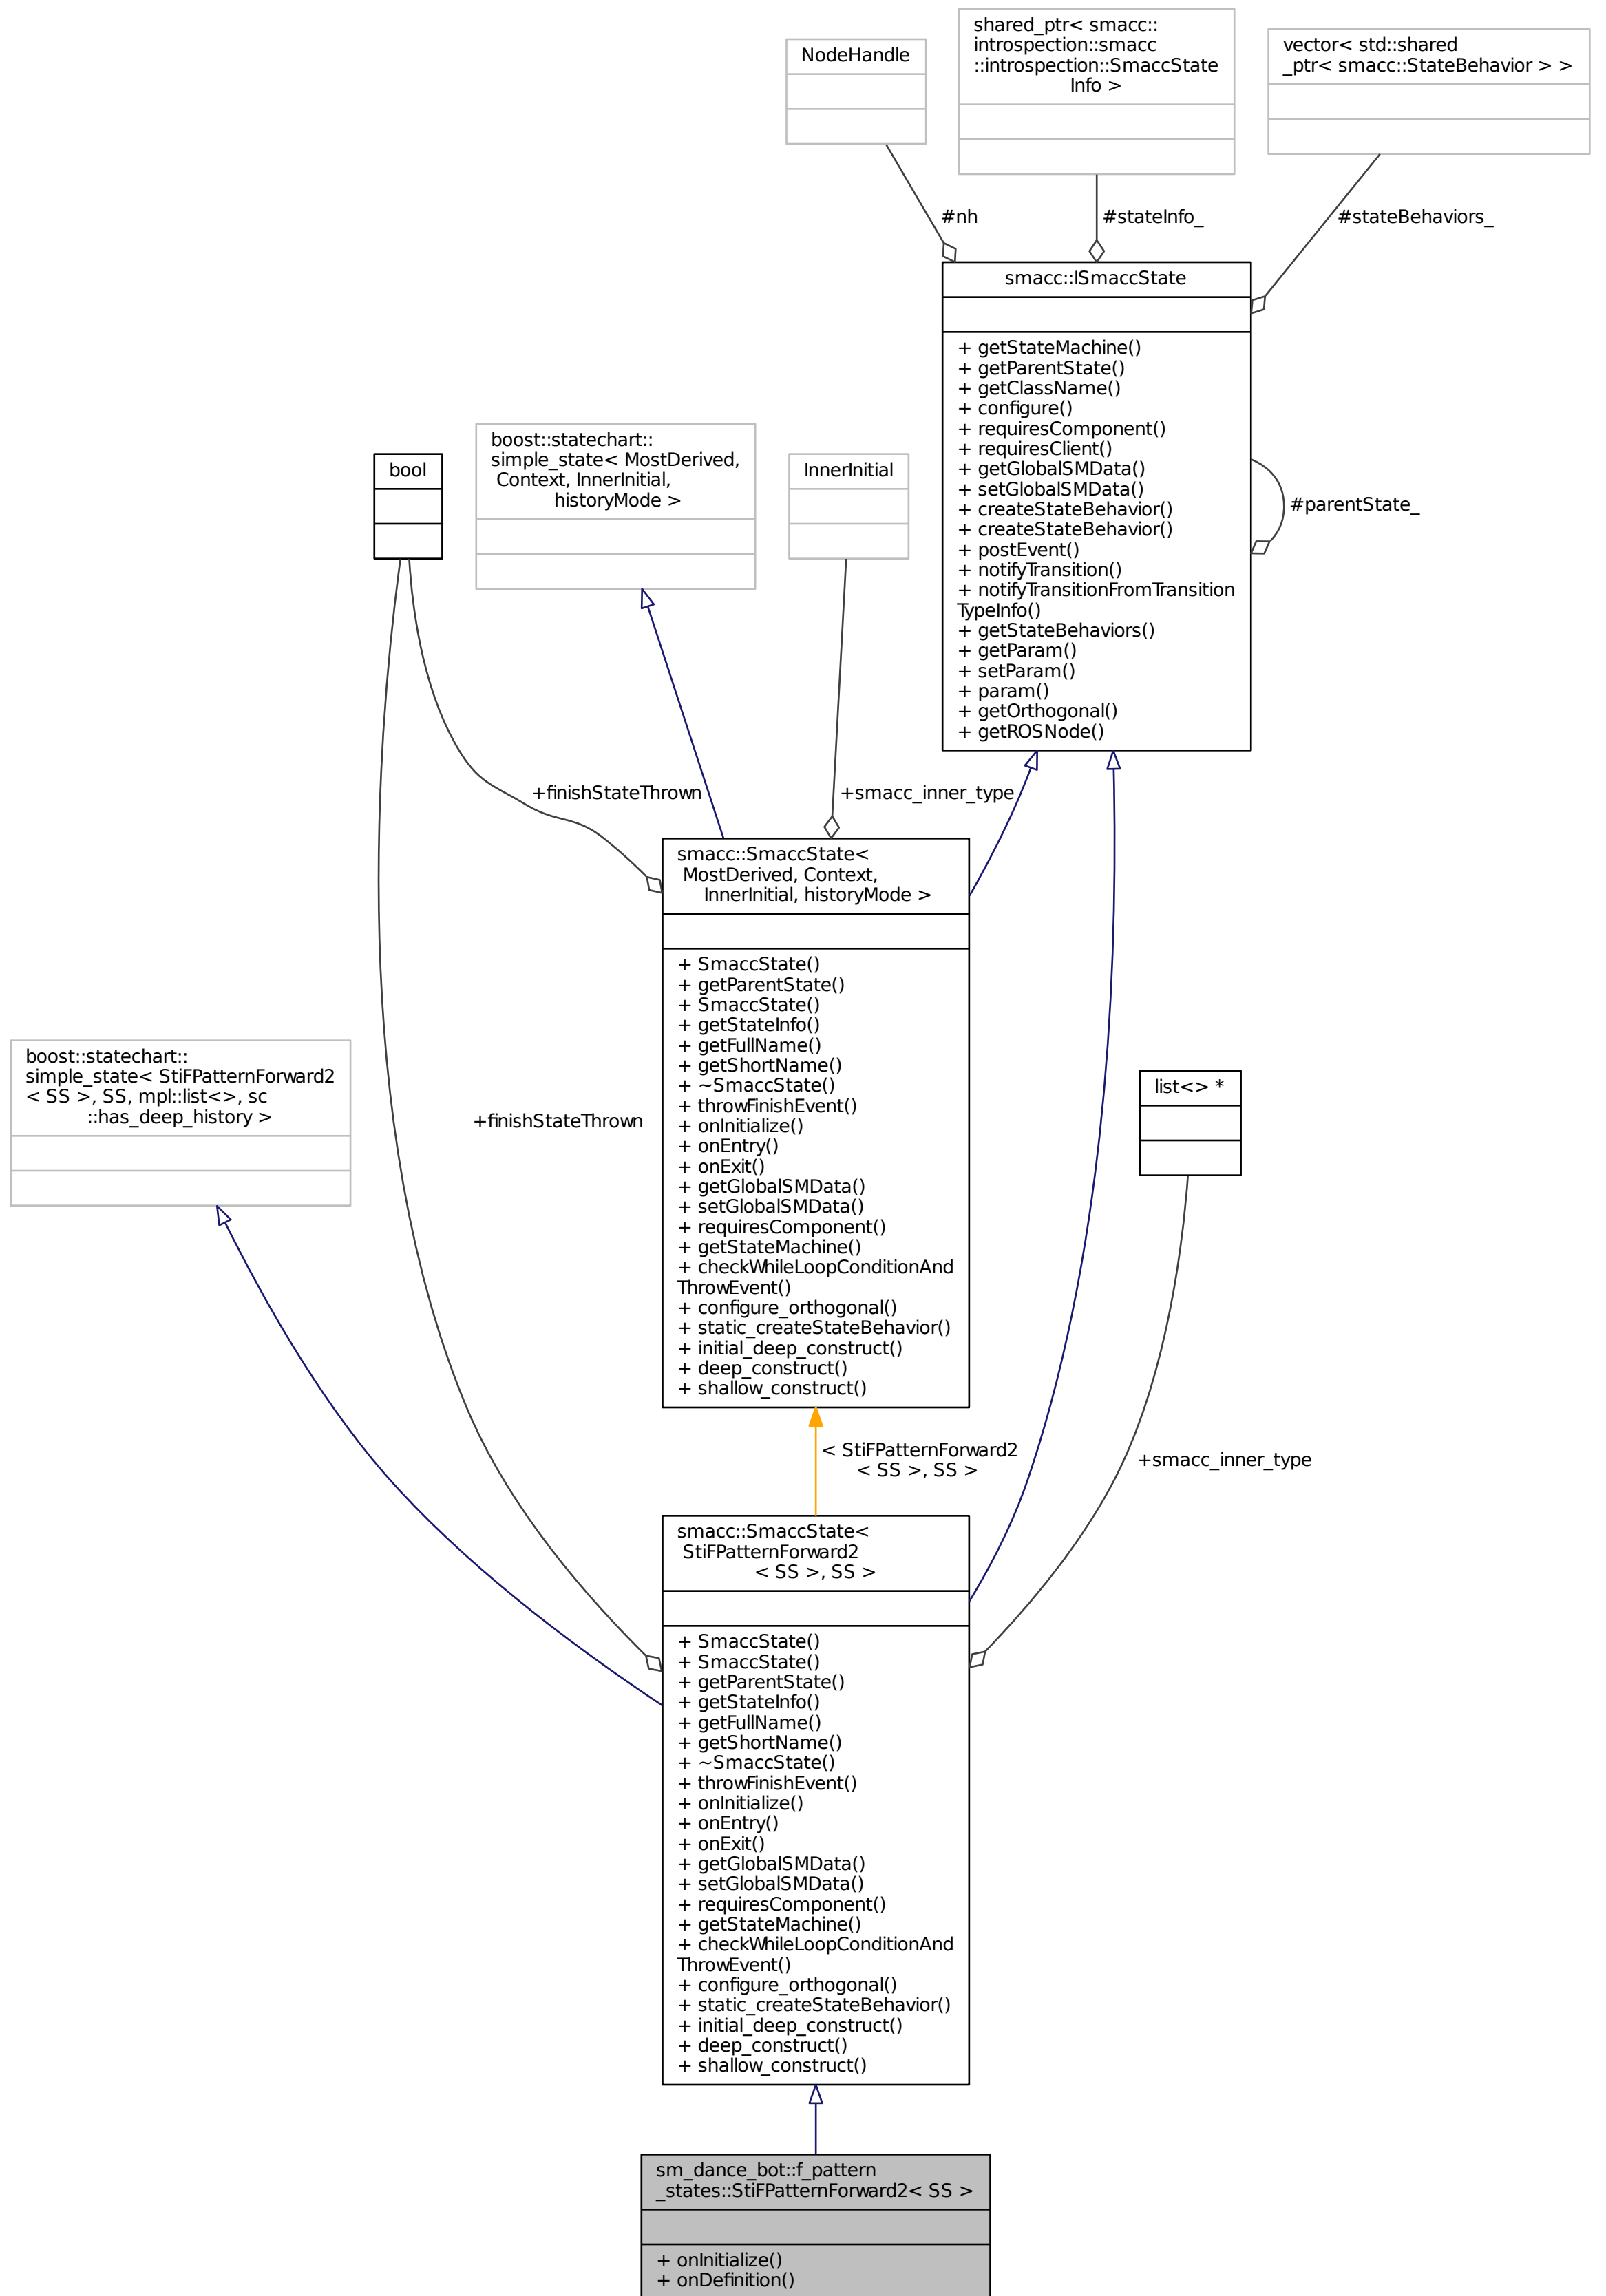 NodeHandle
shared_ptr< smacc::
introspection::smacc
::introspection::SmaccState
Info >
vector< std::shared
_ptr< smacc::StateBehavior > >
#nh
#stateInfo_
#stateBehaviors_
smacc::ISmaccState
+ getStateMachine()
+ getParentState()
+ getClassName()
+ configure()
+ requiresComponent()
+ requiresClient()
+ getGlobalSMData()
+ setGlobalSMData()
+ createStateBehavior()
+ createStateBehavior()
+ postEvent()
+ notifyTransition()
+ notifyTransitionFromTransition
TypeInfo()
+ getStateBehaviors()
+ getParam()
+ setParam()
+ param()
+ getOrthogonal()
+ getROSNode()
#parentState_
bool
boost::statechart::
simple_state< MostDerived,
Context, InnerInitial,
historyMode >
InnerInitial
+finishStateThrown
+smacc_inner_type
smacc::SmaccState<
MostDerived, Context,
InnerInitial, historyMode >
+ SmaccState()
+ getParentState()
+ SmaccState()
+ getStateInfo()
+ getFullName()
+ getShortName()
+ ~SmaccState()
+ throwFinishEvent()
+ onInitialize()
+ onEntry()
+ onExit()
+ getGlobalSMData()
+ setGlobalSMData()
+ requiresComponent()
+ getStateMachine()
+ checkWhileLoopConditionAnd
ThrowEvent()
+ configure_orthogonal()
+ static_createStateBehavior()
+ initial_deep_construct()
+ deep_construct()
+ shallow_construct()
boost::statechart::
simple_state< StiFPatternForward2
< SS >, SS, mpl::list<>, sc
::has_deep_history >
+finishStateThrown
list<> *
< StiFPatternForward2
< SS >, SS >
+smacc_inner_type
smacc::SmaccState<
StiFPatternForward2
< SS >, SS >
+ SmaccState()
+ SmaccState()
+ getParentState()
+ getStateInfo()
+ getFullName()
+ getShortName()
+ ~SmaccState()
+ throwFinishEvent()
+ onInitialize()
+ onEntry()
+ onExit()
+ getGlobalSMData()
+ setGlobalSMData()
+ requiresComponent()
+ getStateMachine()
+ checkWhileLoopConditionAnd
ThrowEvent()
+ configure_orthogonal()
+ static_createStateBehavior()
+ initial_deep_construct()
+ deep_construct()
+ shallow_construct()
sm_dance_bot::f_pattern
_states::StiFPatternForward2< SS >
+ onInitialize()
+ onDefinition()